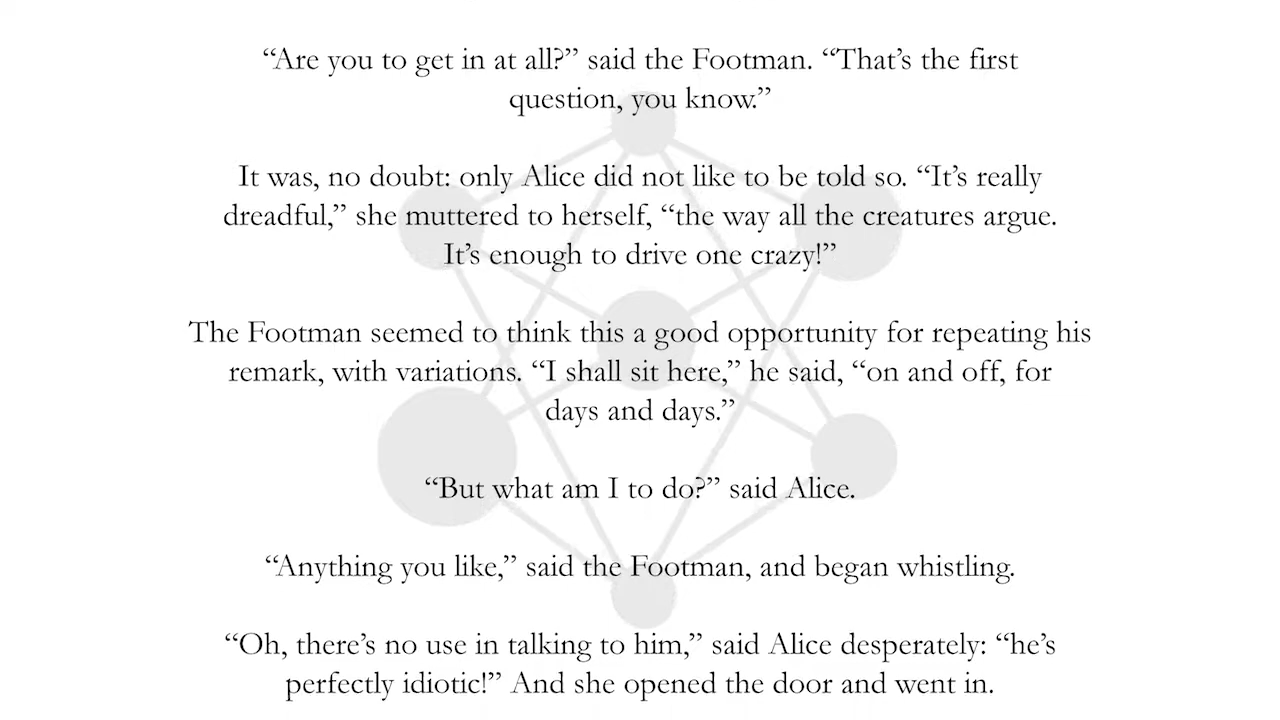 “Are you to get in at all?” said the Footman. “That’s the first
question, you know.”
It was, no doubt: only Alice did not like to be told so. “It’s really
dreadful,” she muttered to herself, “the way all the creatures argue.
It’s enough to drive one crazy!”
The Footman seemed to think this a good opportunity for repeating his
remark, with variations. “I shall sit here,” he said, “on and off, for
days and days.”
“But what am I to do?” said Alice.
“Anything you like,” said the Footman, and began whistling.
“Oh, there’s no use in talking to him,” said Alice desperately: “he’s
perfectly idiotic!” And she opened the door and went in.